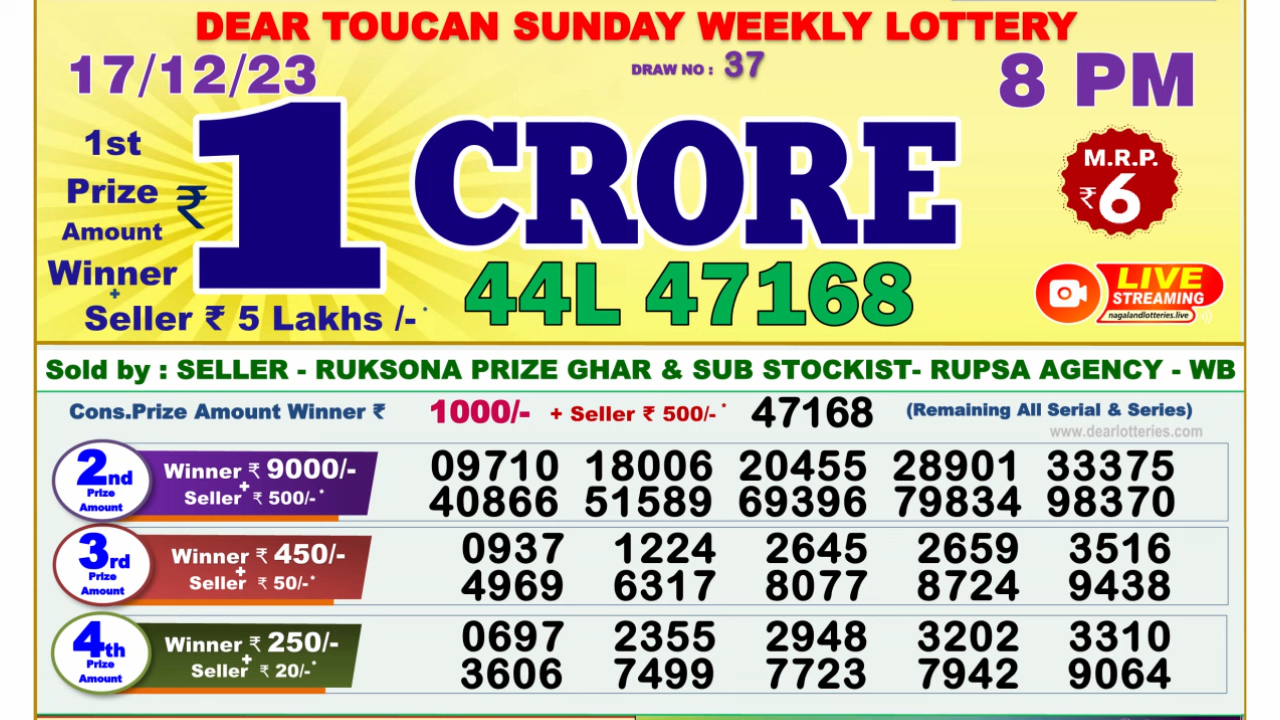 DEAR TOUCAN SUNDAY WEEKLY LOTTERY
17/12/23
DRAW NO : 37
8 PM
1st
Prize
Amount
Winner
+
Seller ₹ 5 Lakhs /-*
₹ 1 CRORE
44L 47168
M.R.P.
₹6
LIVE
STREAMING
nagalandlotteries.live
Sold by : SELLER - RUKSONA PRIZE GHAR & SUB STOCKIST- RUPSA AGENCY - WB
Cons.Prize Amount Winner ₹ 1000/- + Seller ₹ 500/-* 47168 (Remaining All Serial & Series)
www.dearlotteries.com
2nd
Prize
Amount
Winner ₹ 9000/-
+
Seller ₹ 500/-*
09710 18006 20455 28901 33375
40866 51589 69396 79834 98370
3rd
Prize
Amount
Winner ₹ 450/-
+
Seller ₹ 50/-*
0937 1224 2645 2659 3516
4969 6317 8077 8724 9438
4th
Prize
Amount
Winner ₹ 250/-
+
Seller ₹ 20/-*
0697 2355 2948 3202 3310
3606 7499 7723 7942 9064